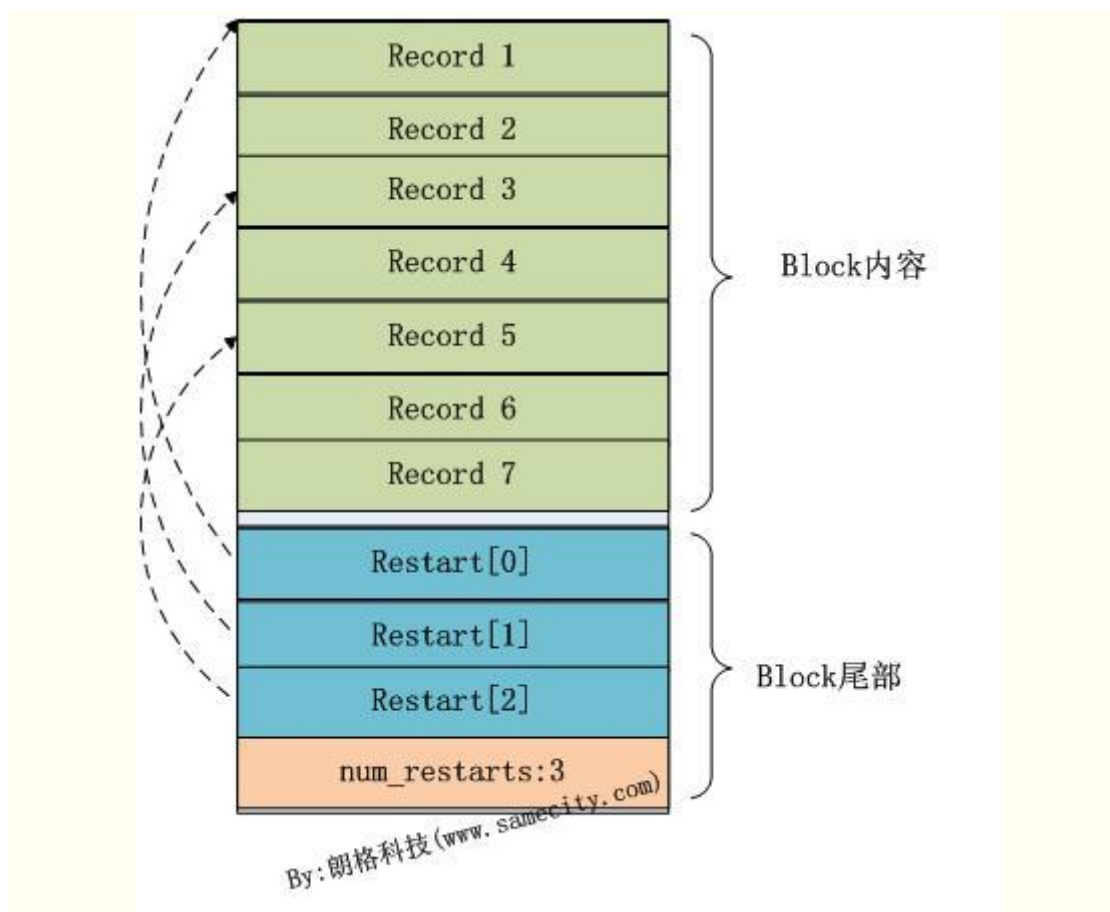 Record 1
Record 2
Record 3
Record 4
Record 5
Record 6
Record 7
Block内容
Restart[0]
Restart[1]
Restart[2]
num_restarts:3
Block尾部
By:朗格科技(www.samecity.com)